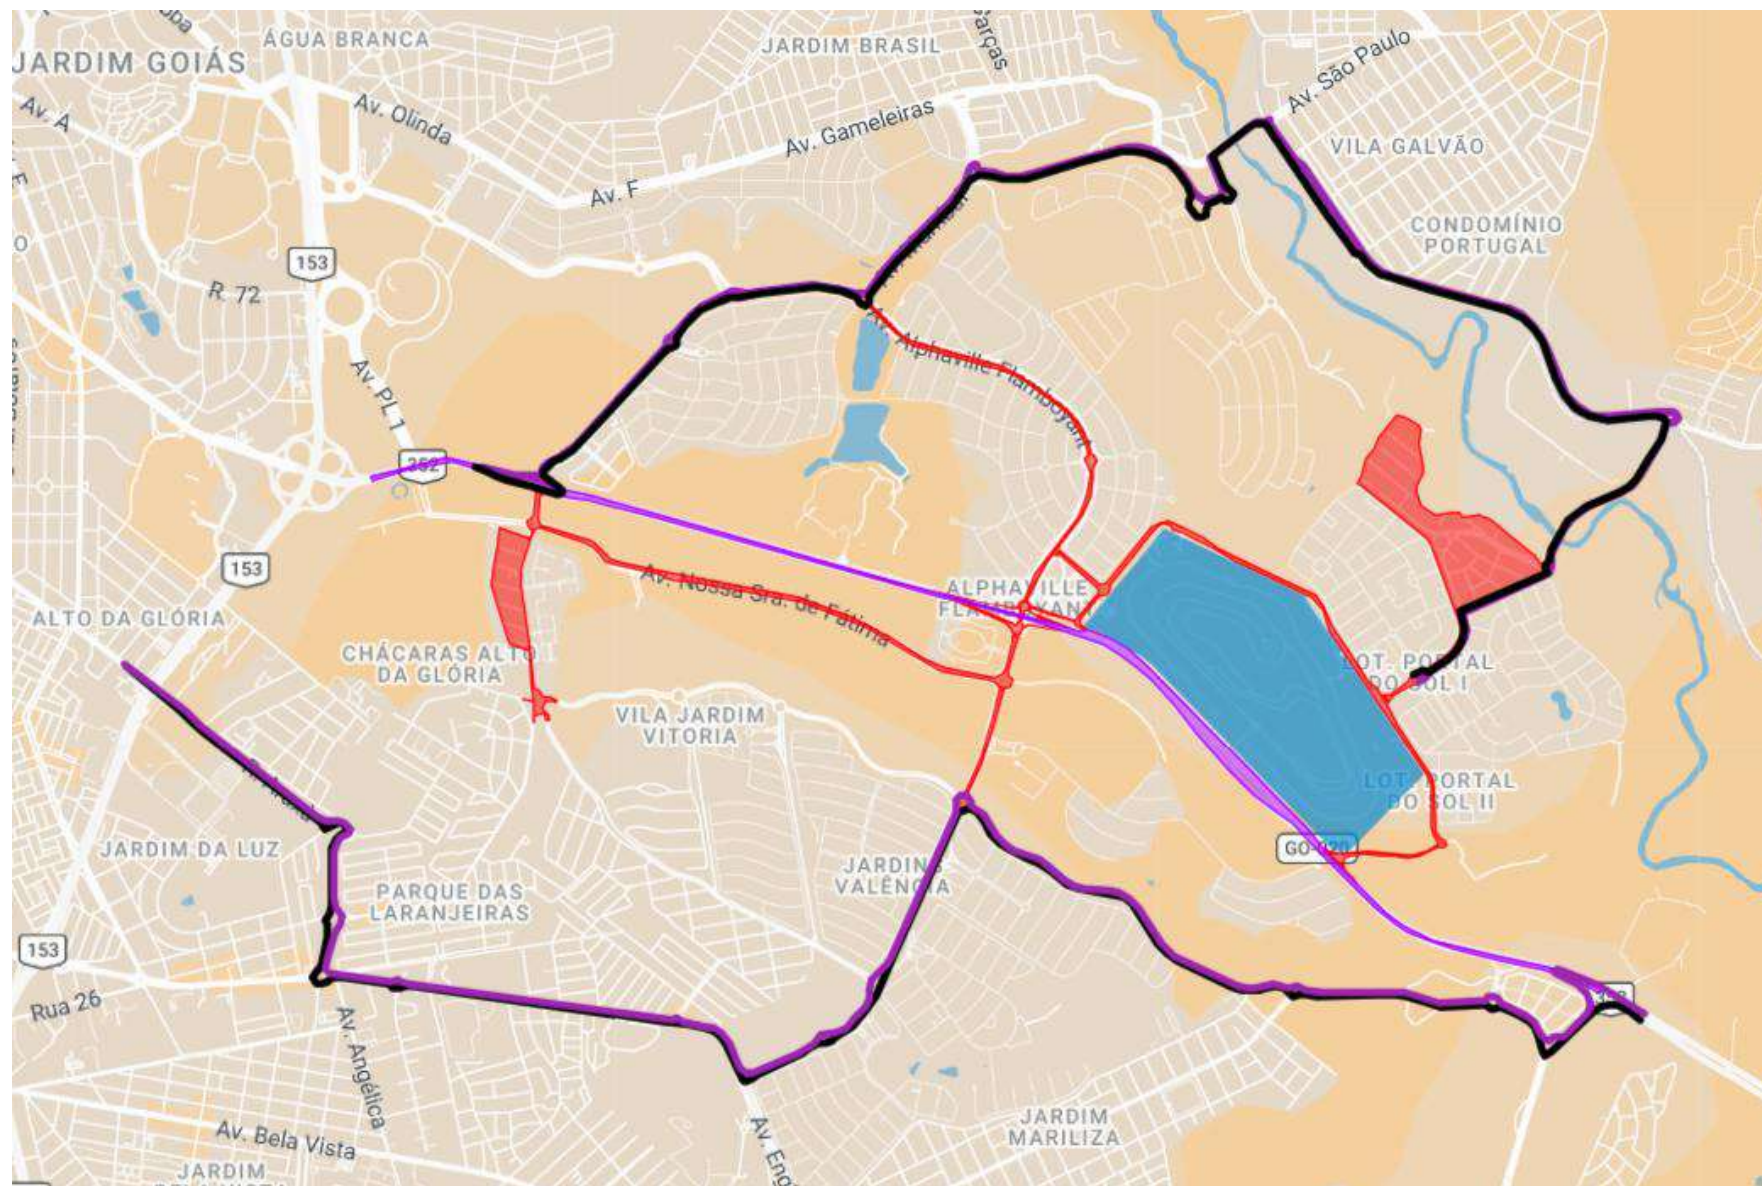 ÁGUA BRANCA
JARDIM GOIÁS
JARDIM BRASIL
Av. São Paulo
Av. A
Av. Olinda
Av. Gameleiras
VILA GALVÃO
Av. F
CONDOMÍNIO
PORTUGAL
153
R. 72
Av. Alphaville Flamboyant
Av. PL 1
352
153
Av. Nossa Sra. de Fátima
ALPHAVILLE
ALTO DA GLÓRIA
CHÁCARAS ALTO
DA GLÓRIA
LOT. PORTAL
DO SOL I
VILA JARDIM
VITORIA
LOT. PORTAL
DO SOL II
JARDIM DA LUZ
GO-020
JARDINS
VALÊNCIA
PARQUE DAS
LARANJEIRAS
153
Rua 26
Av. Angélica
JARDIM
MARILIZA
Av. Bela Vista
JARDIM